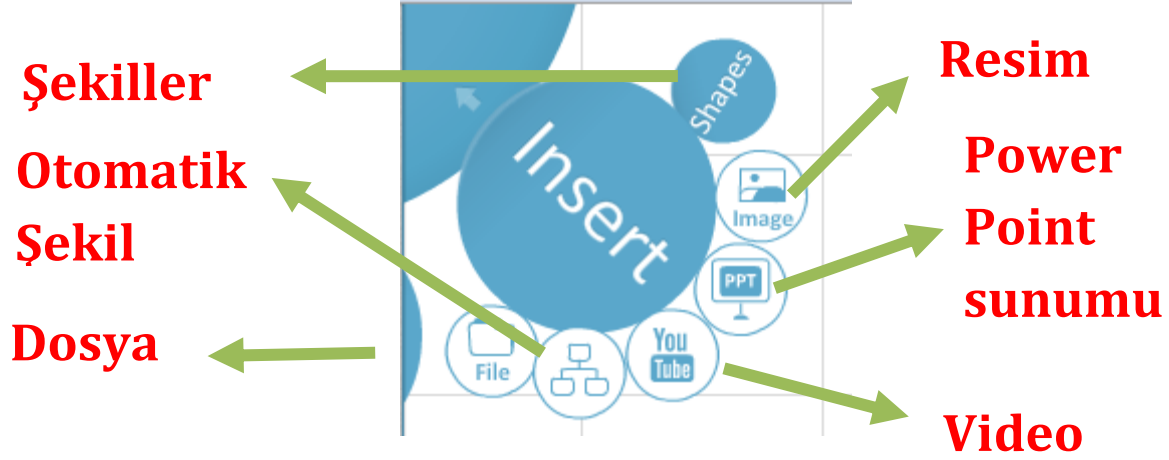 Şekiller
Otomatik
Şekil
Dosya
Insert
Shapes
Image
PPT
You
Tube
File
Resim
Power
Point
sunumu
Video